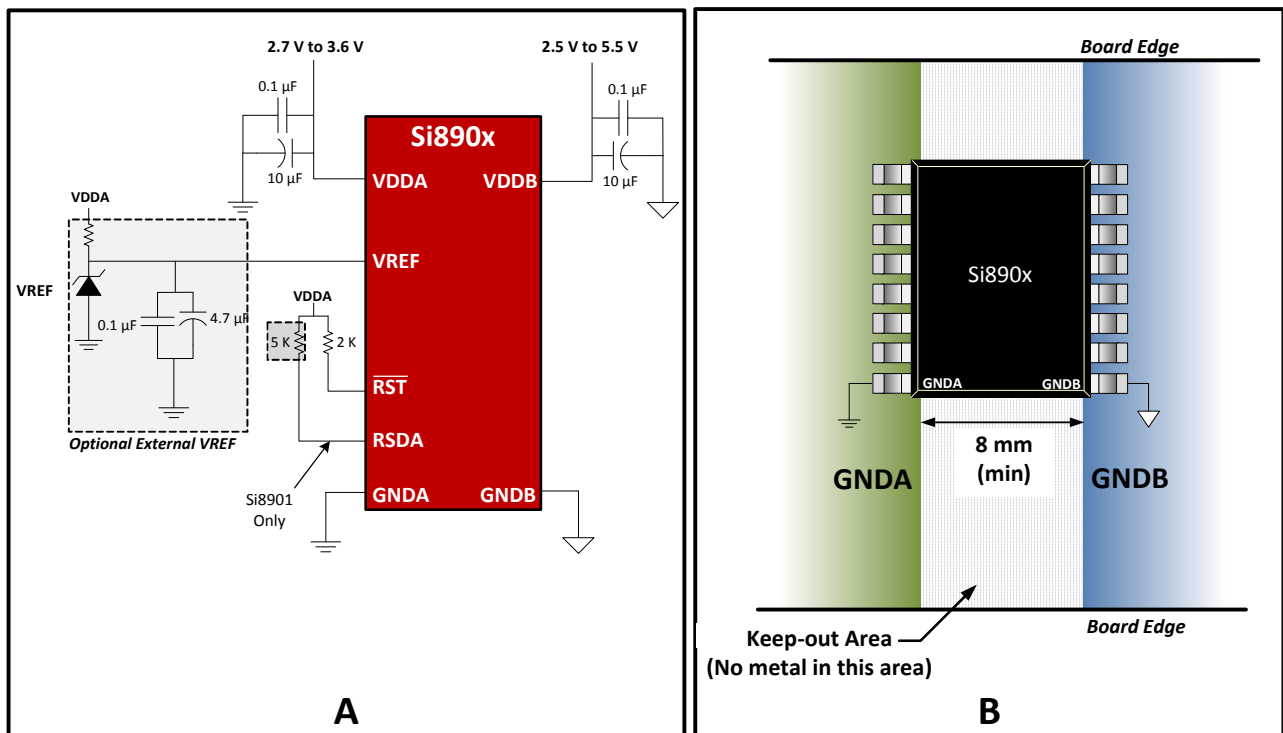 2.7 V to 3.6 V
2.5 V to 5.5 V
0.1 µF
10 µF
0.1 µF
10 µF
Si890x
VDDA
VDDB
VREF
RST
RSDA
GNDA
GNDB
VDDA
VREF
0.1 µF
4.7 µF
Optional External VREF
VDDA
5 K
2 K
Si8901
Only
A
Board Edge
Si890x
GNDA
GNDB
8 mm
(min)
GNDA
GNDB
Keep-out Area
(No metal in this area)
Board Edge
B